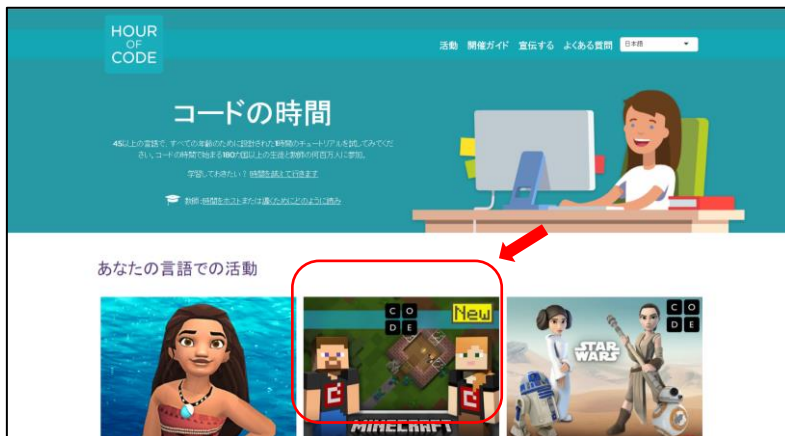 HOUR
OF
CODE
活動 開催ガイド 宣伝する よくある質問 日本語
コードの時間
45以上の言語で、すべての年齢のために設計された1時間のチュートリアルを試してみてくだ
さい。コードの時間で始まる180カ国以上の生徒と教師の何百万人に参加。
学習しておきたい？時間を越えて行きます
教師:時間をホストまたは儘くためにどのように読み
あなたの言語での活動
CO
DE
New
MINECRAFT
STAR
WARS
CO
DE